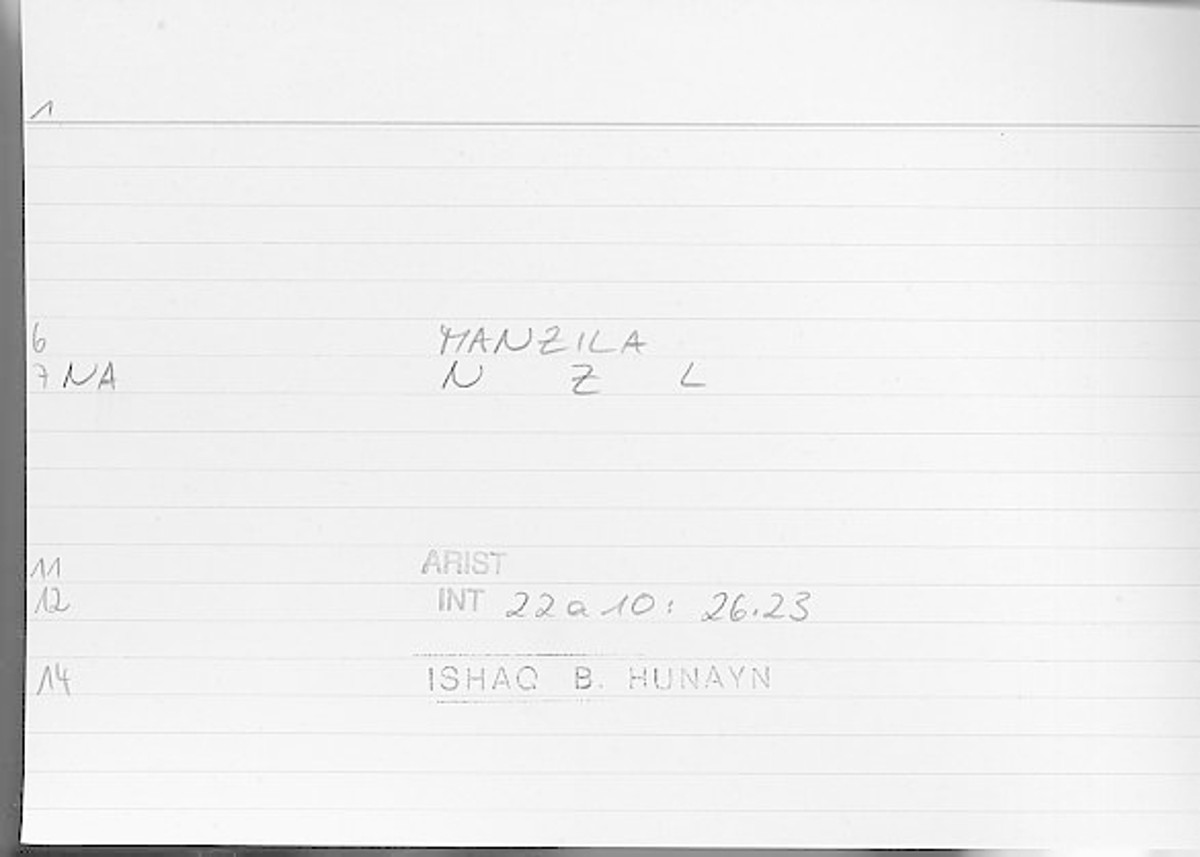 1
6 MANZILA
7 NA N Z L
11 ARIST
12 INT 22a10: 26.23
14 ISHAQ B. HUNAYN